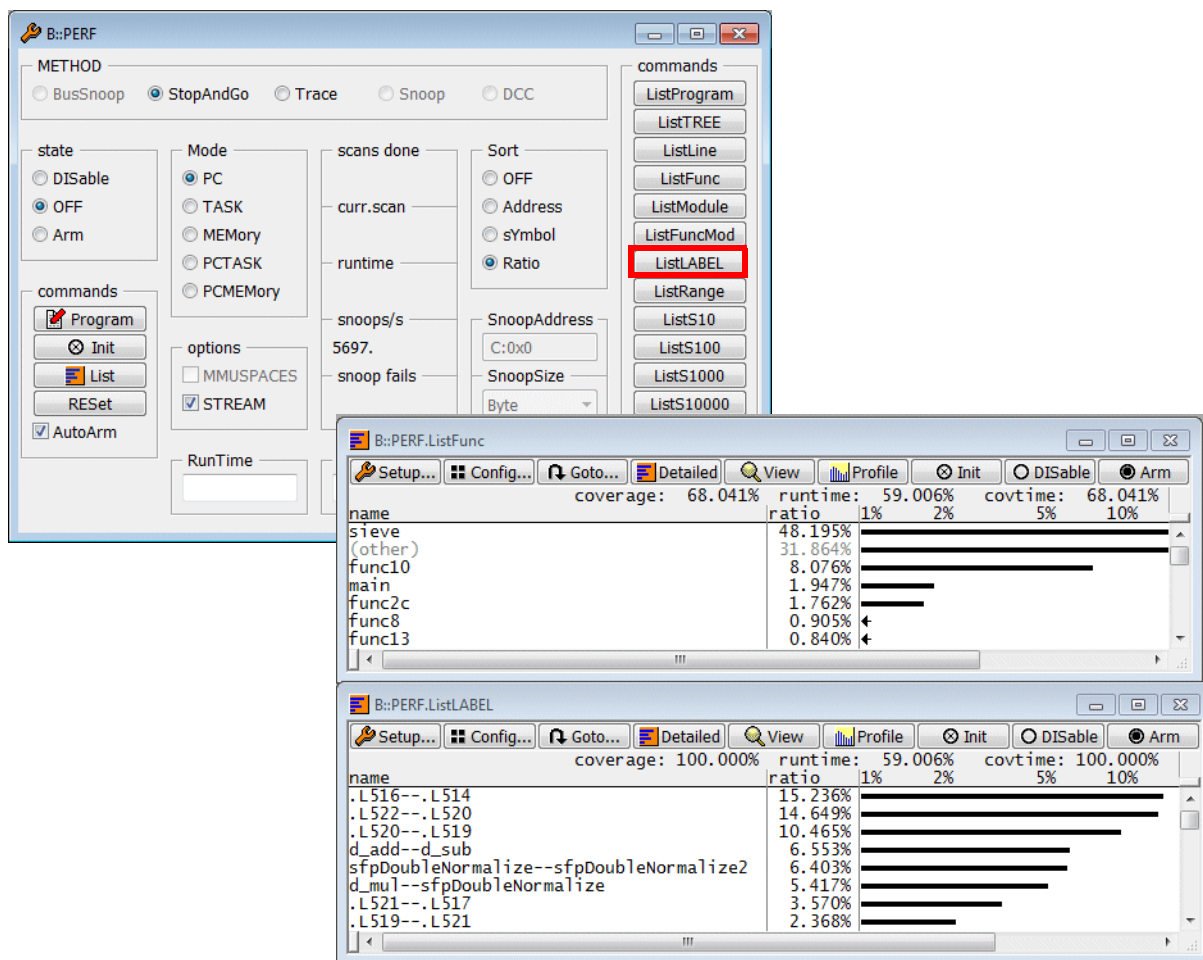 B::PERF
METHOD
BusSnoop StopAndGo Trace Snoop DCC
state
DISable
OFF
Arm
commands
Program
Init
List
RESet
AutoArm
Mode
PC
TASK
MEMory
PCTASK
PCMEMory
options
MMUSPACES
STREAM
RunTime
scans done
curr.scan
runtime
snoops/s
5697.
snoop fails
Sort
OFF
Address
sYmbol
Ratio
SnoopAddress
C:0x0
SnoopSize
Byte
commands
ListProgram
ListTREE
ListLine
ListFunc
ListModule
ListFuncMod
ListLABEL
ListRange
ListS10
ListS100
ListS1000
ListS10000
B::PERF.ListFunc
Setup... Config... Goto... Detailed View Profile Init DISable Arm
coverage: 68.041% runtime: 59.006% covtime: 68.041%
name ratio 1% 2% 5% 10%
sieve 48.195%
(other) 31.864%
func10 8.076%
main 1.947%
func2c 1.762%
func8 0.905%
func13 0.840%
B::PERF.ListLABEL
Setup... Config... Goto... Detailed View Profile Init DISable Arm
coverage: 100.000% runtime: 59.006% covtime: 100.000%
name ratio 1% 2% 5% 10%
.L516--.L514 15.236%
.L522--.L520 14.649%
.L520--.L519 10.465%
d_add--d_sub 6.553%
sfpDoubleNormalize--sfpDoubleNormalize2 6.403%
d_mul--sfpDoubleNormalize 5.417%
.L521--.L517 3.570%
.L519--.L521 2.368%